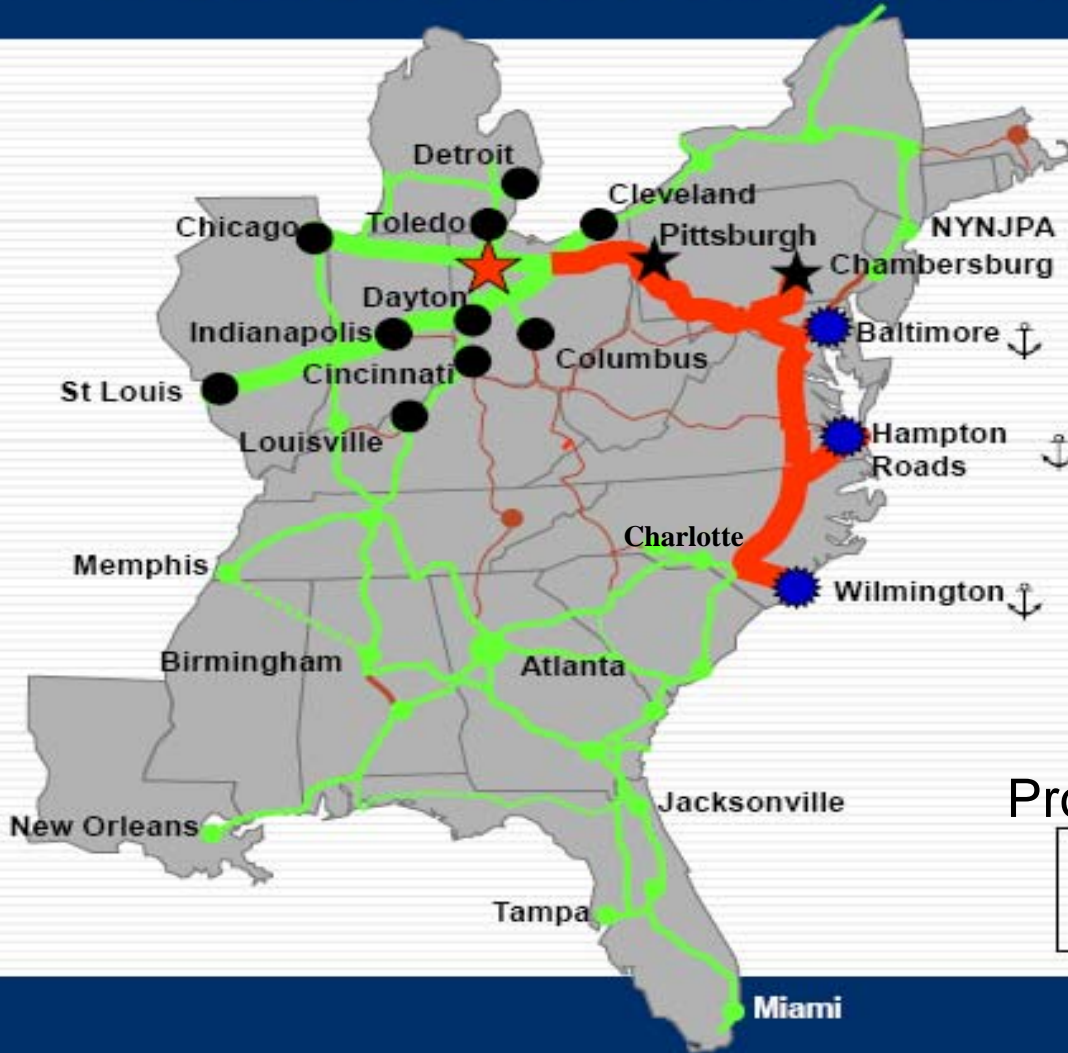 Detroit
Cleveland
Chicago
Toledo
Pittsburgh
NYNJPA
Chambersburg
Dayton
Indianapolis
Baltimore
Columbus
Cincinnati
St Louis
Hampton
Roads
Louisville
Charlotte
Memphis
Wilmington
Birmingham
Atlanta
Jacksonville
New Orleans
Tampa
Miami